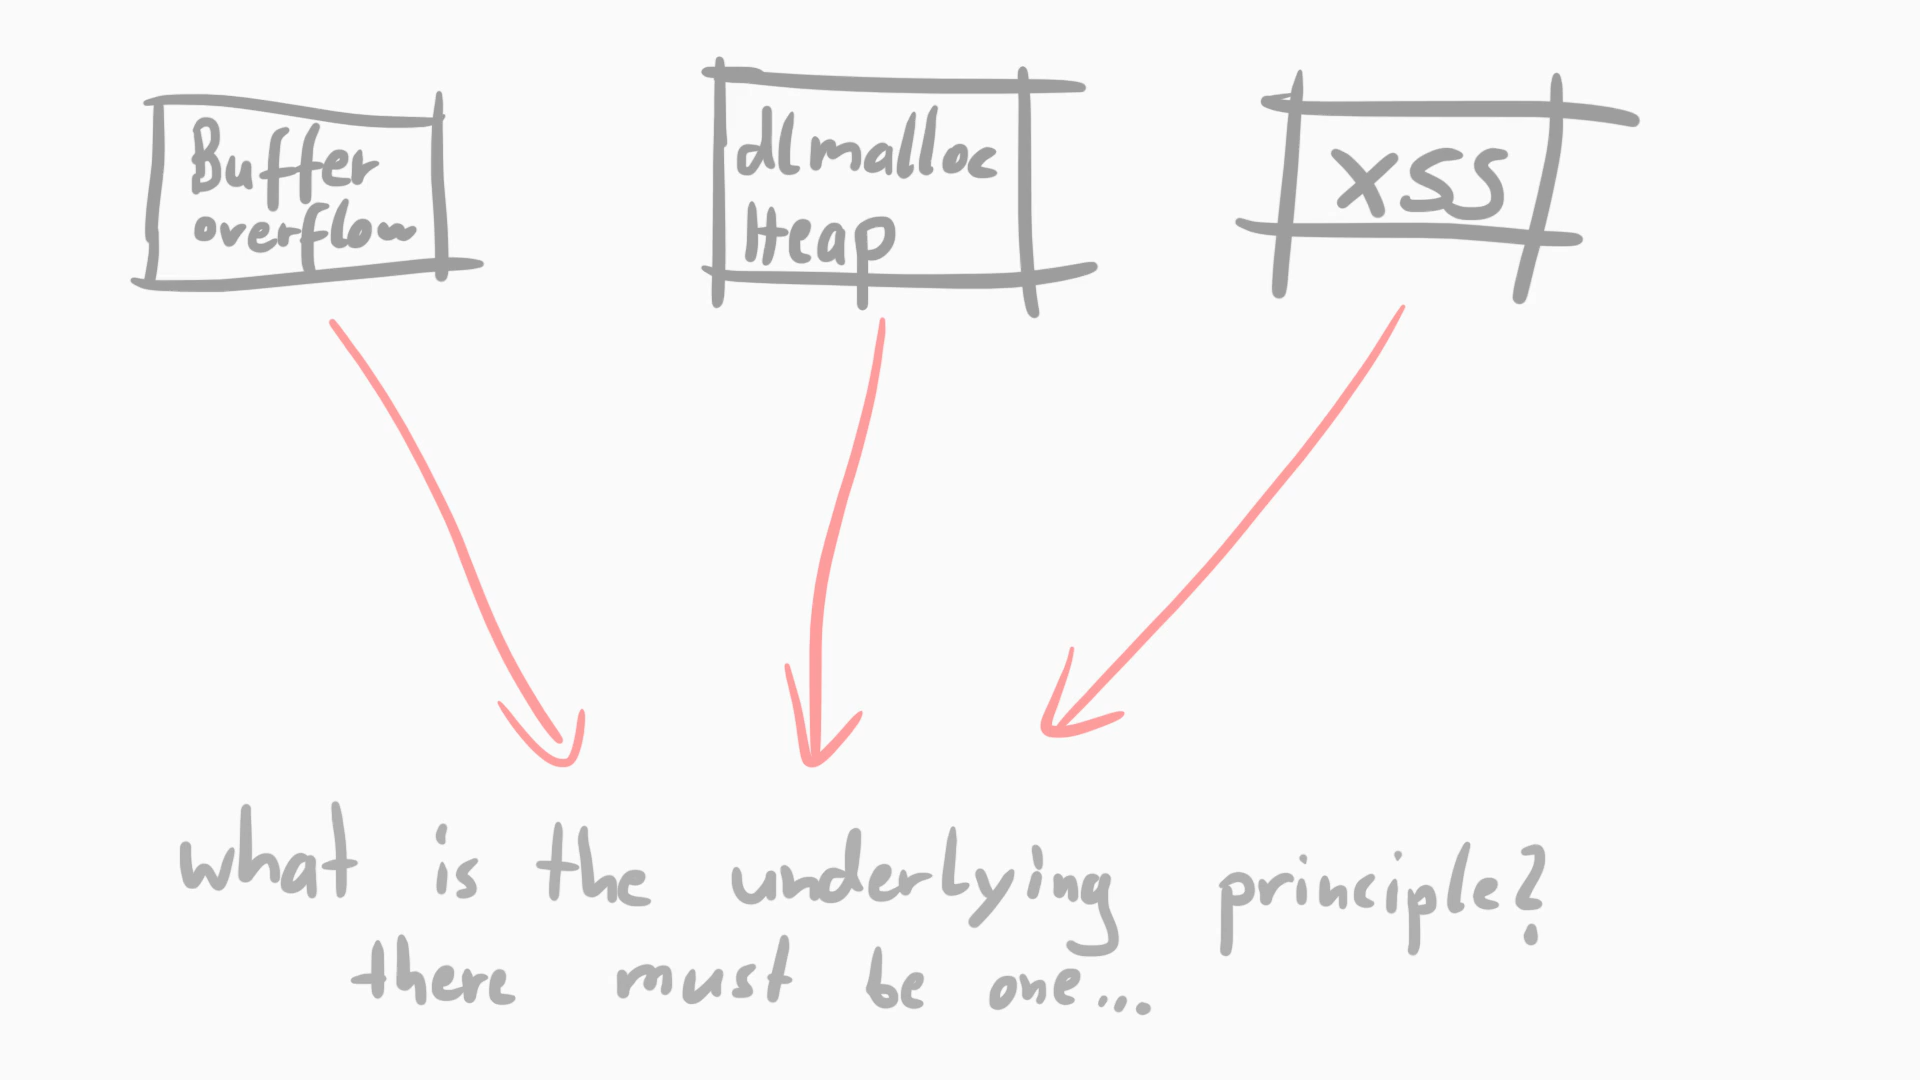 Buffer
overflow
dlmalloc
Heap
XSS
what is the underlying principle?
there must be one...